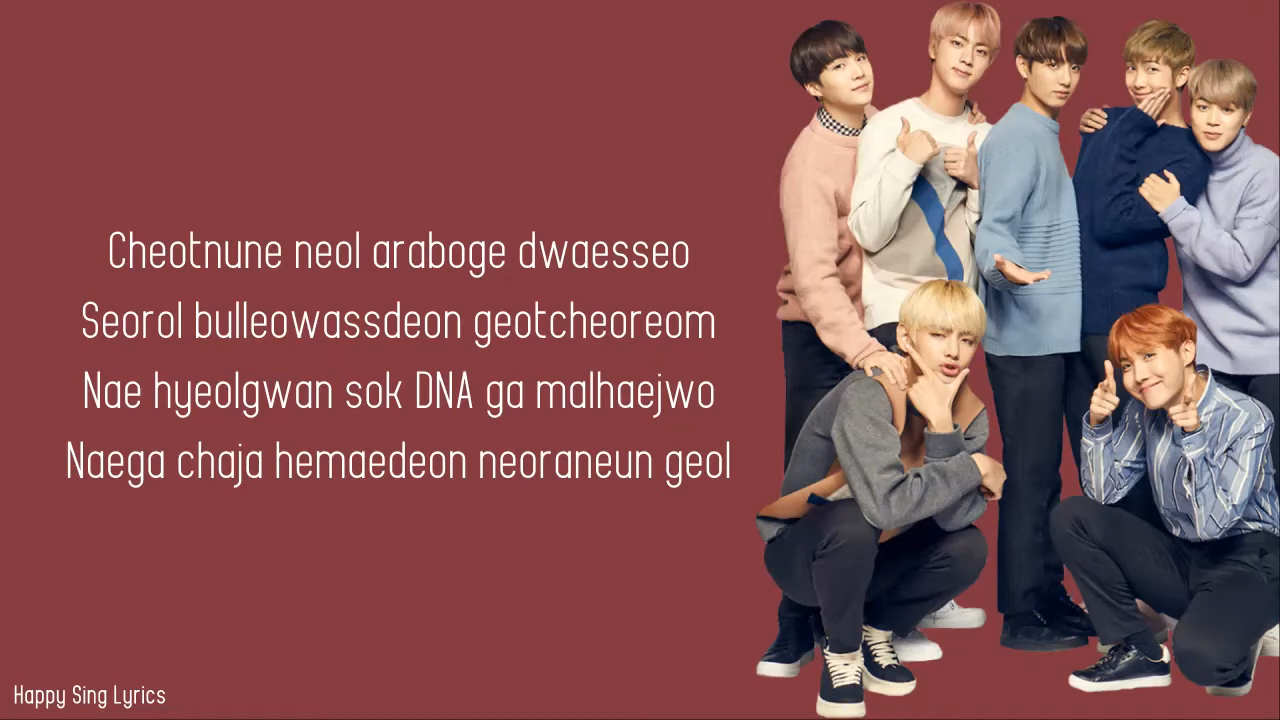 Cheotnune neol araboge dwaesseo
Seorol bulleowassdeon geotcheoreom
Nae hyeolgwan sok DNA ga malhaejwo
Naega chaja hemaedeon neoraneun geol
Happy Sing Lyrics